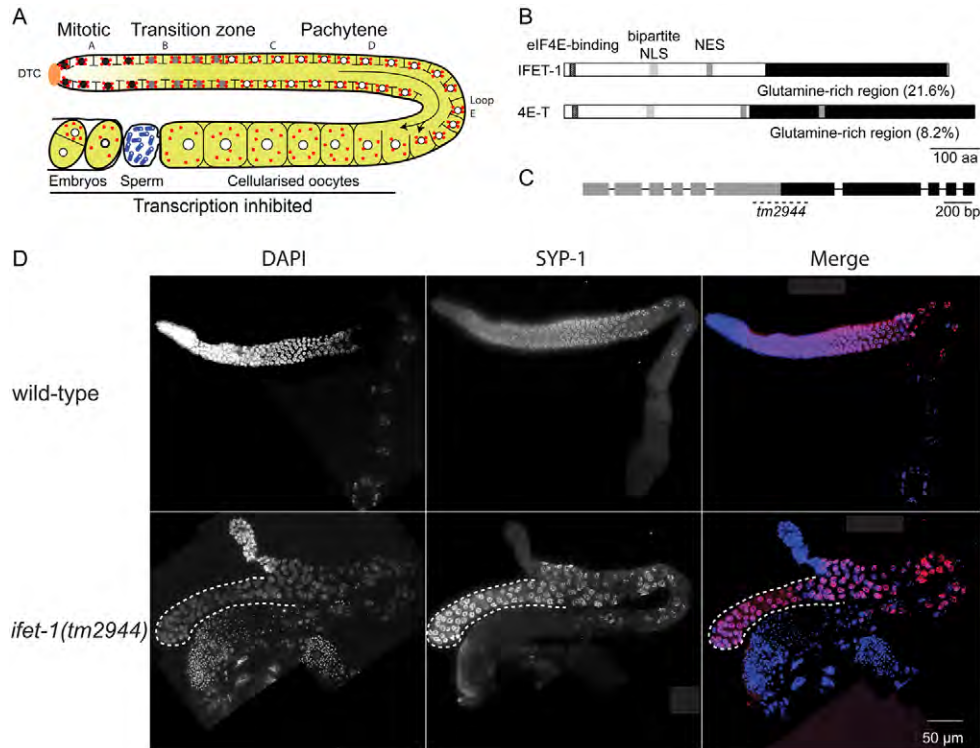 A
Mitotic Transition zone Pachytene
A B C D
DTC
Loop
E
Embryos Sperm Cellularised oocytes
Transcription inhibited
B
eIF4E-binding bipartite NLS NES
IFET-1
Glutamine-rich region (21.6%)
4E-T
Glutamine-rich region (8.2%)
100 aa
C
tm2944
200 bp
D
DAPI SYP-1 Merge
wild-type
ifet-1(tm2944)
50 µm